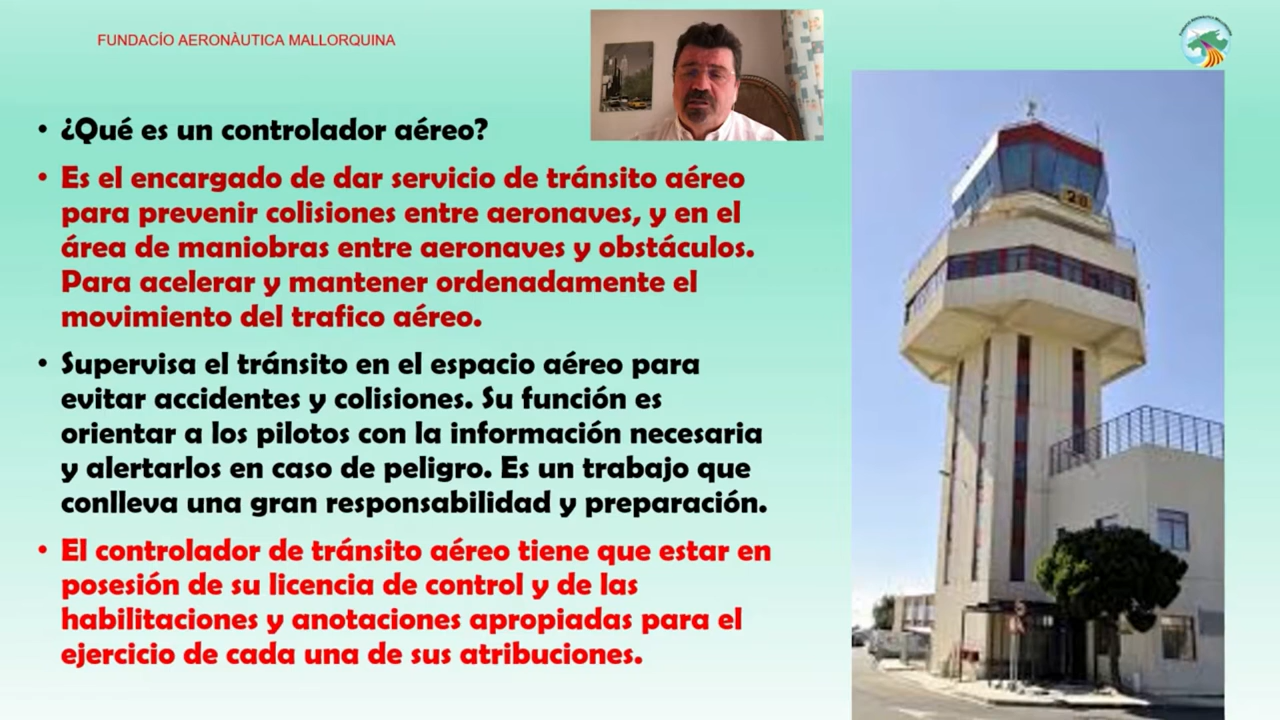 FUNDACÍO AERONÀUTICA MALLORQUINA
• ¿Qué es un controlador aéreo?
• Es el encargado de dar servicio de tránsito aéreo
para prevenir colisiones entre aeronaves, y en el
área de maniobras entre aeronaves y obstáculos.
Para acelerar y mantener ordenadamente el
movimiento del trafico aéreo.
• Supervisa el tránsito en el espacio aéreo para
evitar accidentes y colisiones. Su función es
orientar a los pilotos con la información necesaria
y alertarlos en caso de peligro. Es un trabajo que
conlleva una gran responsabilidad y preparación.
• El controlador de tránsito aéreo tiene que estar en
posesión de su licencia de control y de las
habilitaciones y anotaciones apropiadas para el
ejercicio de cada una de sus atribuciones.